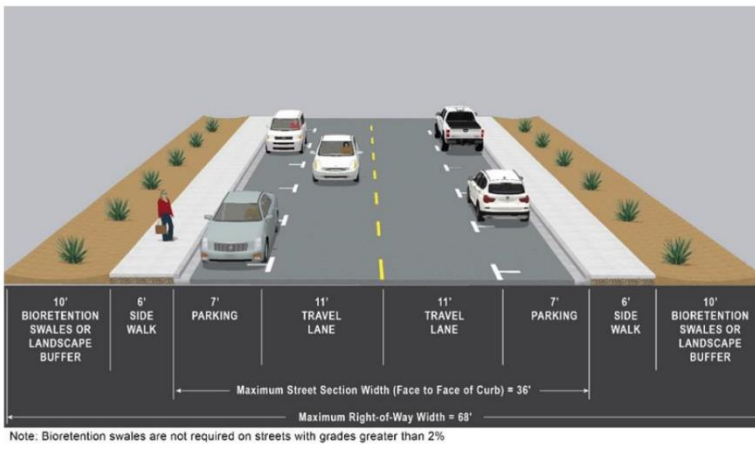 10'
BIORETENTION
SWALES OR
LANDSCAPE
BUFFER
6'
SIDE
WALK
7'
PARKING
11'
TRAVEL
LANE
11'
TRAVEL
LANE
7'
PARKING
6'
SIDE
WALK
10'
BIORETENTION
SWALES OR
LANDSCAPE
BUFFER
Maximum Street Section Width (Face to Face of Curb) = 36'
Maximum Right-of-Way Width = 68'
Note: Bioretention swales are not required on streets with grades greater than 2%